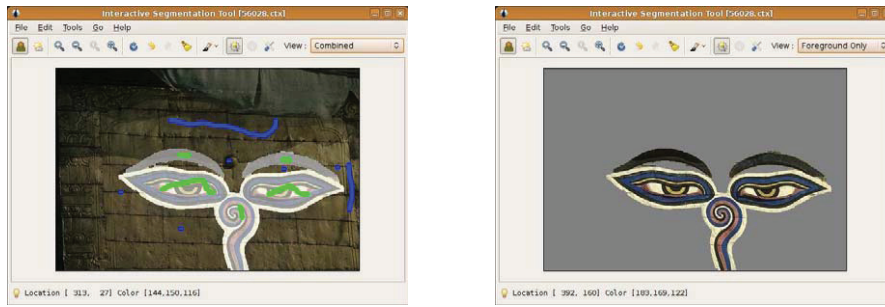 Interactive Segmentation Tool [56028.ctx]
File Edit Tools Go Help
View : Combined
Location [ 313, 27] Color [144,150,116]
Interactive Segmentation Tool [56028.ctx]
File Edit Tools Go Help
View : Foreground Only
Location [ 392, 160] Color [183,169,122]